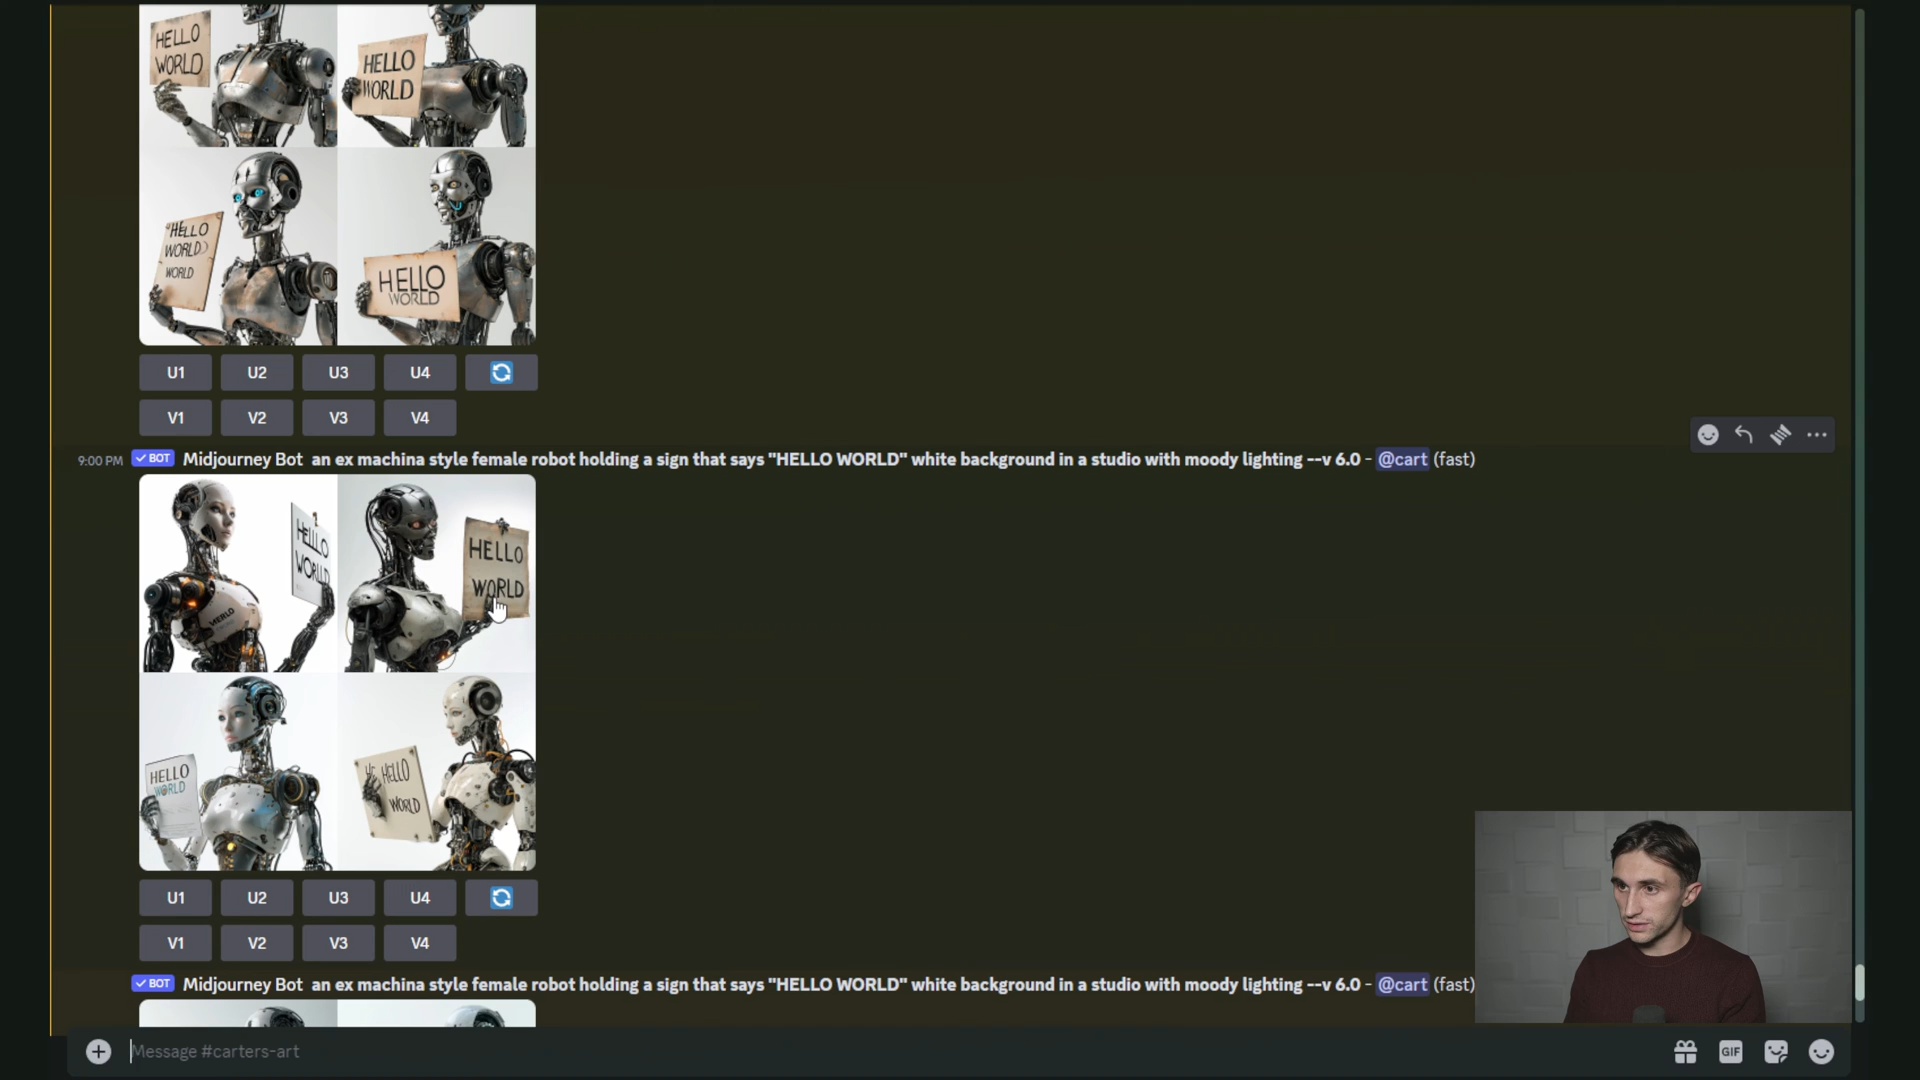 HELLO
WORLD
HELLO
WORLD
"HELLO
WORLD
WORLD
HELLO
WORLD
U1 U2 U3 U4
V1 V2 V3 V4
9:00 PM ✓ BOT Midjourney Bot an ex machina style female robot holding a sign that says "HELLO WORLD" white background in a studio with moody lighting --v 6.0 - @cart (fast)
HELLLO
WORLD
MERLO
HELLO
WORLD
HELLO
WORLD
HE HELLO
WORLD
U1 U2 U3 U4
V1 V2 V3 V4
✓ BOT Midjourney Bot an ex machina style female robot holding a sign that says "HELLO WORLD" white background in a studio with moody lighting --v 6.0 - @cart (fast)
Message #carters-art
GIF